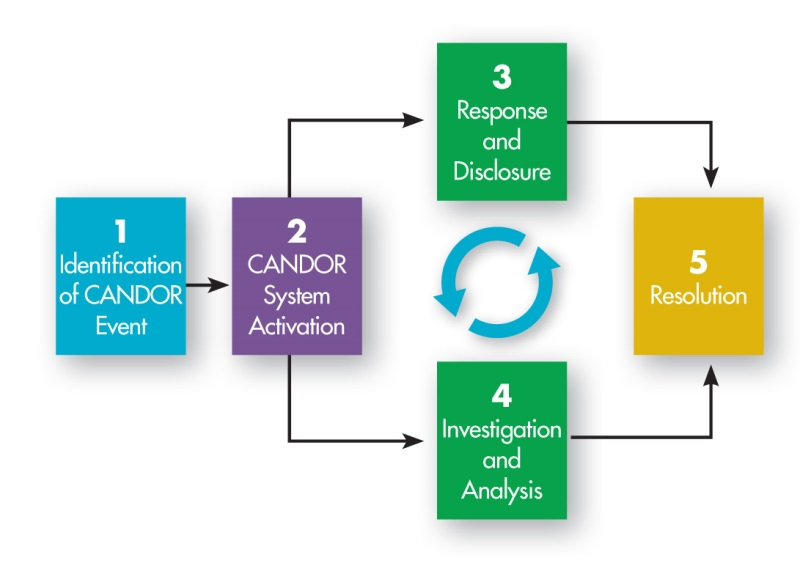 1
Identification
of CANDOR
Event
2
CANDOR
System
Activation
3
Response
and
Disclosure
4
Investigation
and
Analysis
5
Resolution